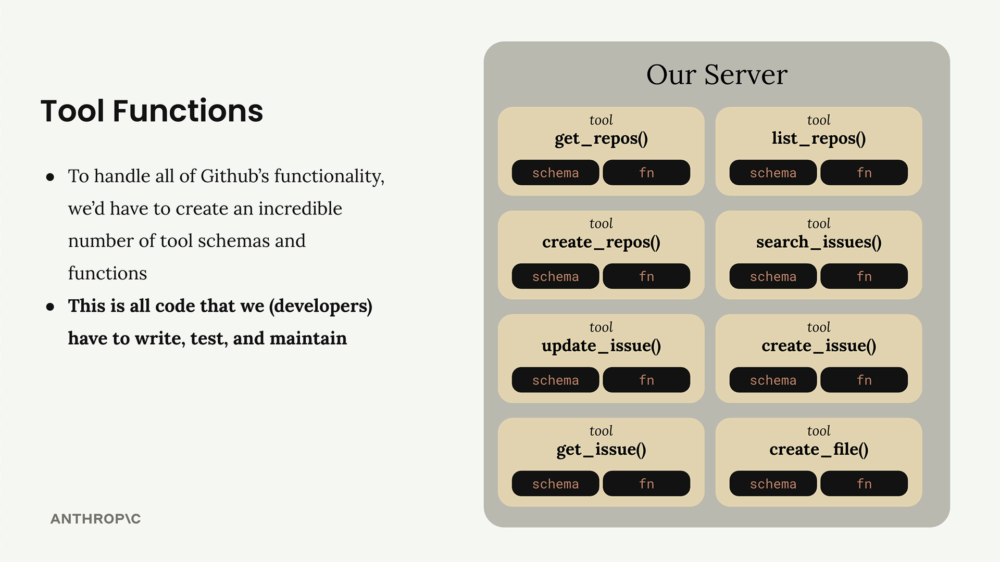 Tool Functions
● To handle all of Github’s functionality,
we’d have to create an incredible
number of tool schemas and
functions
● This is all code that we (developers)
have to write, test, and maintain
ANTHROP\C
Our Server
tool
get_repos()
schema fn
tool
list_repos()
schema fn
tool
create_repos()
schema fn
tool
search_issues()
schema fn
tool
update_issue()
schema fn
tool
create_issue()
schema fn
tool
get_issue()
schema fn
tool
create_file()
schema fn